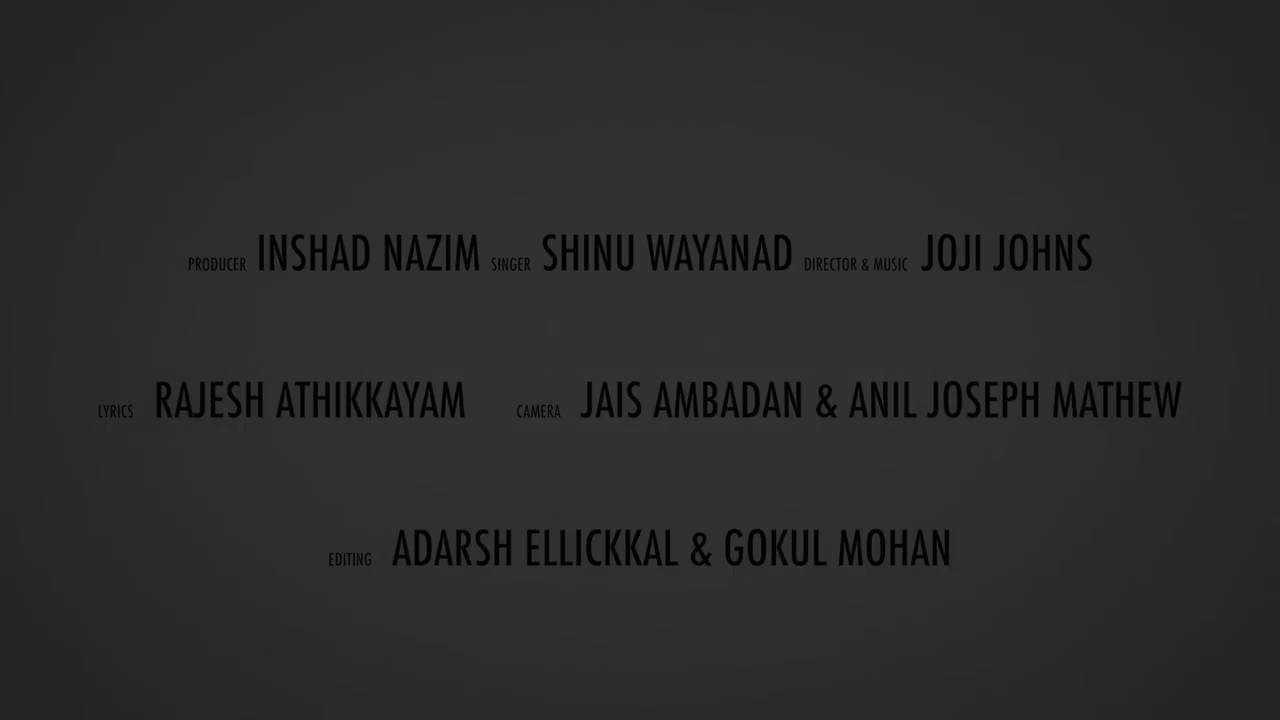 PRODUCER INSHAD NAZIM SINGER SHINU WAYANAD DIRECTOR & MUSIC JOJI JOHNS
LYRICS RAJESH ATHIKKAYAM CAMERA JAIS AMBADAN & ANIL JOSEPH MATHEW
EDITING ADARSH ELLICKKAL & GOKUL MOHAN